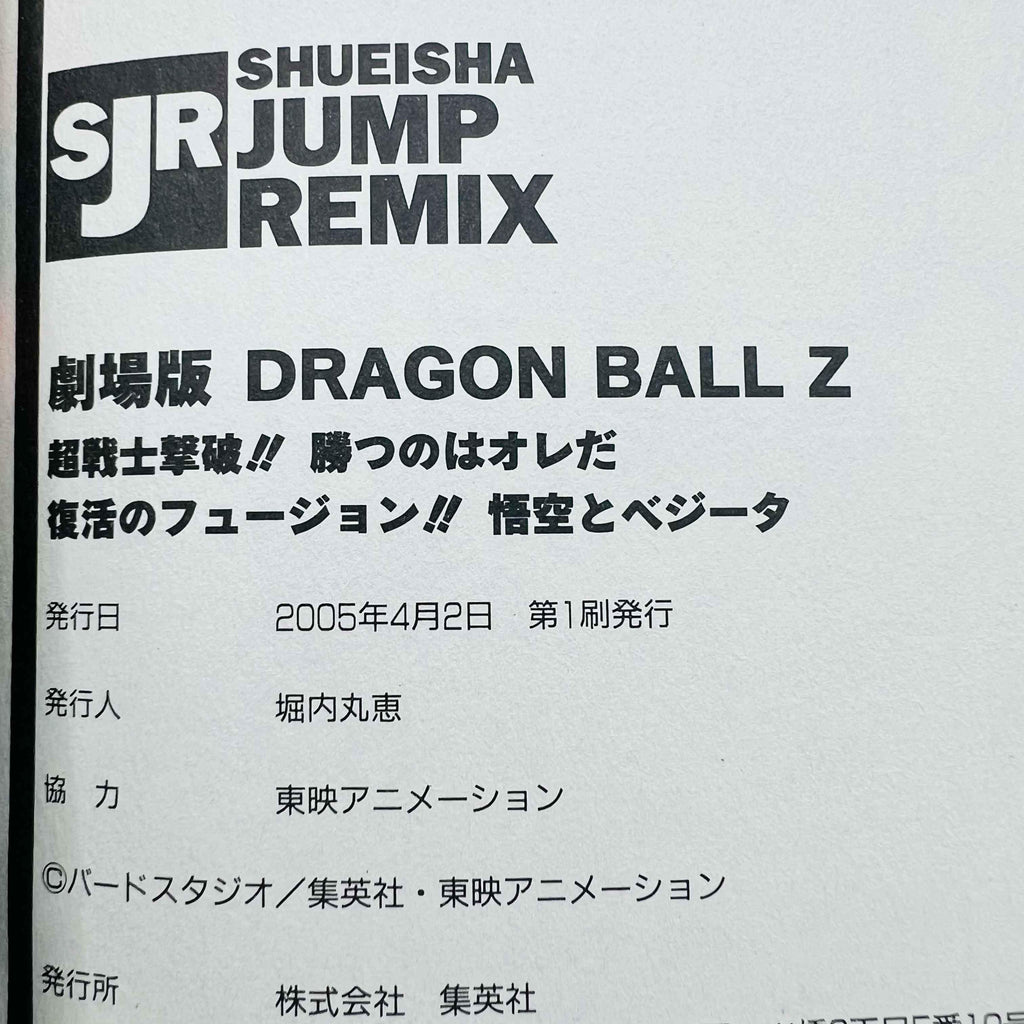 SJR
SHUEISHA
JUMP
REMIX
劇場版 DRAGON BALL Z
超戦士撃破!! 勝つのはオレだ
復活のフュージョン!! 悟空とベジータ
発行日 2005年4月2日 第1刷発行
発行人 堀内丸恵
協 力 東映アニメーション
©バードスタジオ／集英社・東映アニメーション
発行所 株式会社 集英社